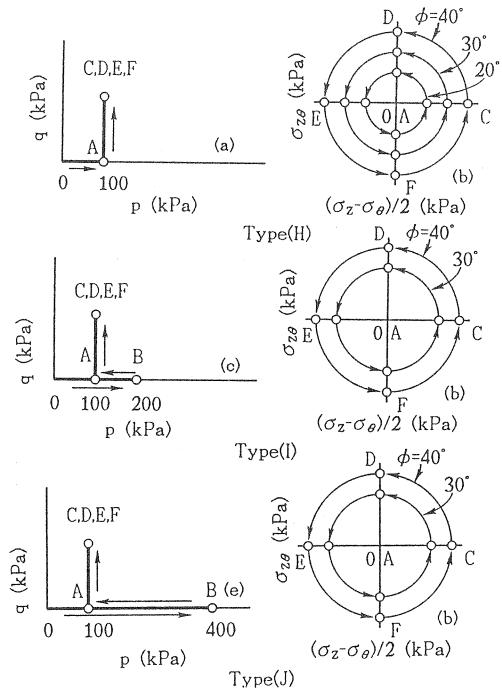 C,D,E,F
q (kPa)
A
(a)
0 100
p (kPa)
D φ=40°
30°
20°
σzθ (kPa)
E 0 A C
F (b)
(σz-σθ)/2 (kPa)
Type(H)
C,D,E,F
q (kPa)
A B (c)
0 100 200
p (kPa)
D φ=40°
30°
σzθ (kPa)
E 0 A C
F (b)
(σz-σθ)/2 (kPa)
Type(I)
C,D,E,F
q (kPa)
A B (e)
0 100 400
p (kPa)
D φ=40°
30°
σzθ (kPa)
E 0 A C
F (b)
(σz-σθ)/2 (kPa)
Type(J)